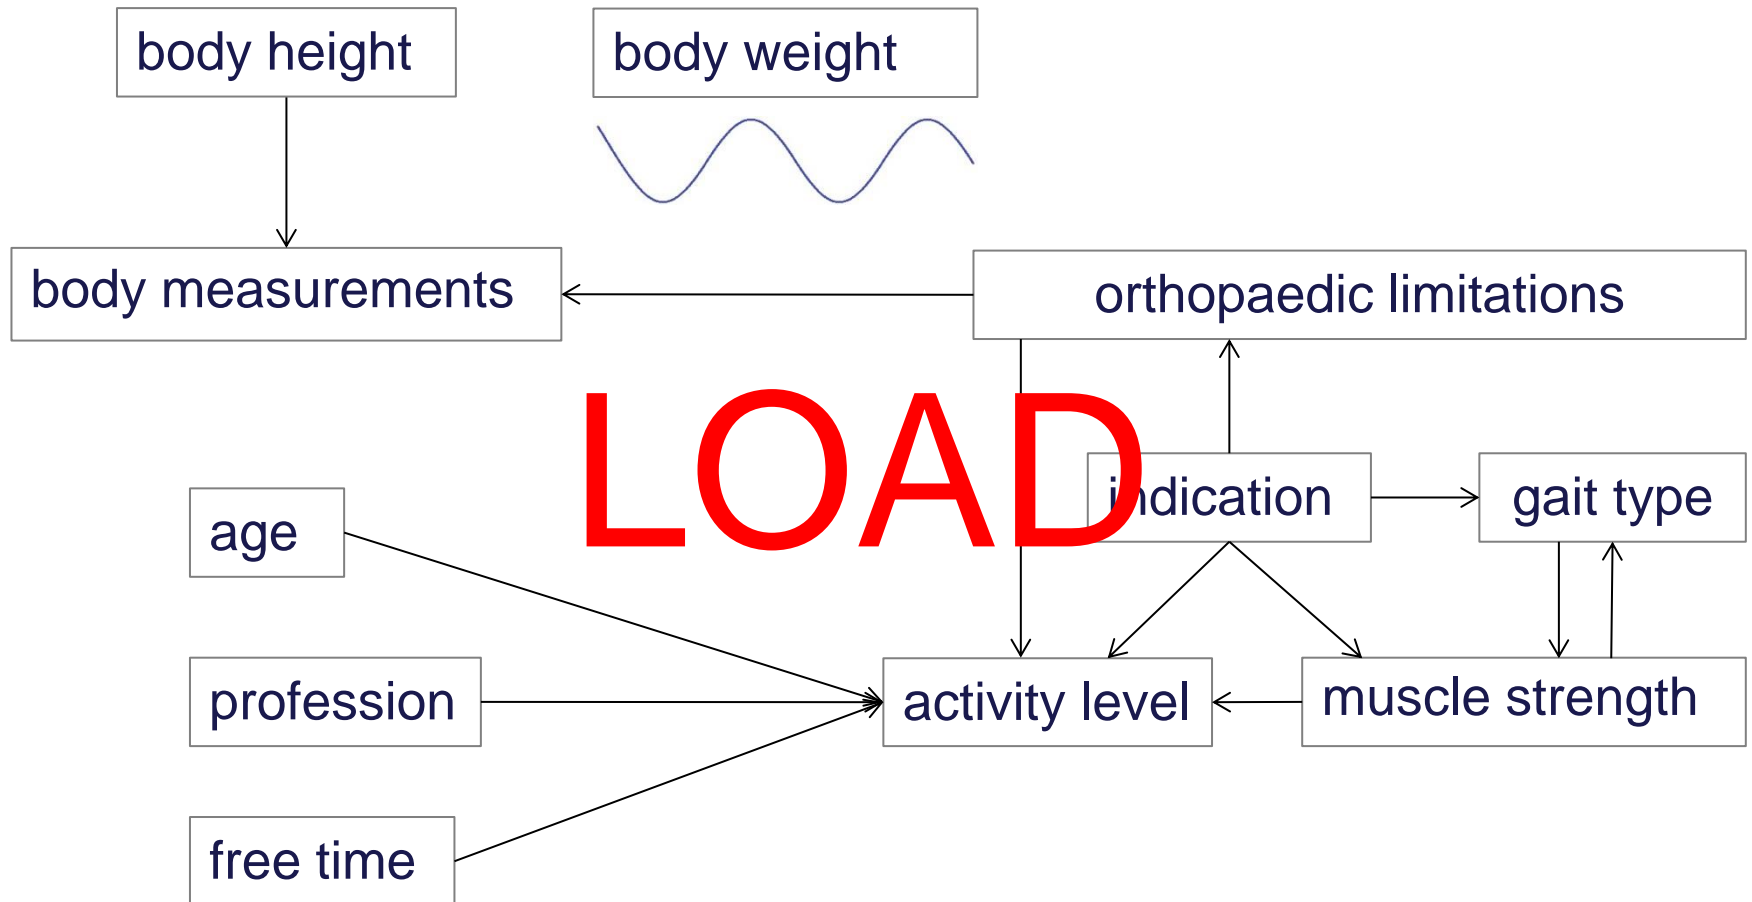 body height
body weight
body measurements
orthopaedic limitations
LOAD
indication
gait type
age
profession
activity level
muscle strength
free time